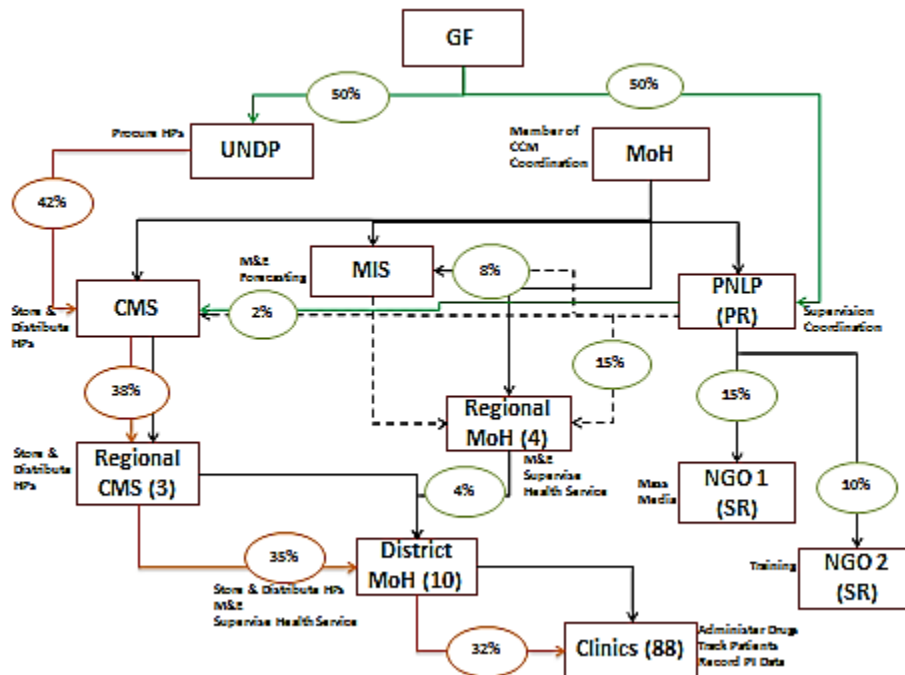 GF
50%
50%
Procure HPs
UNDP
Member of
CCM
Coordination
MoH
42%
M&E
Forecasting
MIS
8%
PNLP
(PR)
Store &
Distribute
HPs
CMS
2%
Supervision
Coordination
38%
15%
15%
Regional
MoH (4)
Store &
Distribute
HPs
Regional
CMS (3)
M&E
Supervise
Health Service
4%
Mass
Media
NGO 1
(SR)
10%
35%
District
MoH (10)
Store & Distribute HPs
M&E
Supervise Health Service
Training
NGO 2
(SR)
32%
Clinics (88)
Administer Drugs
Track Patients
Record PI Data